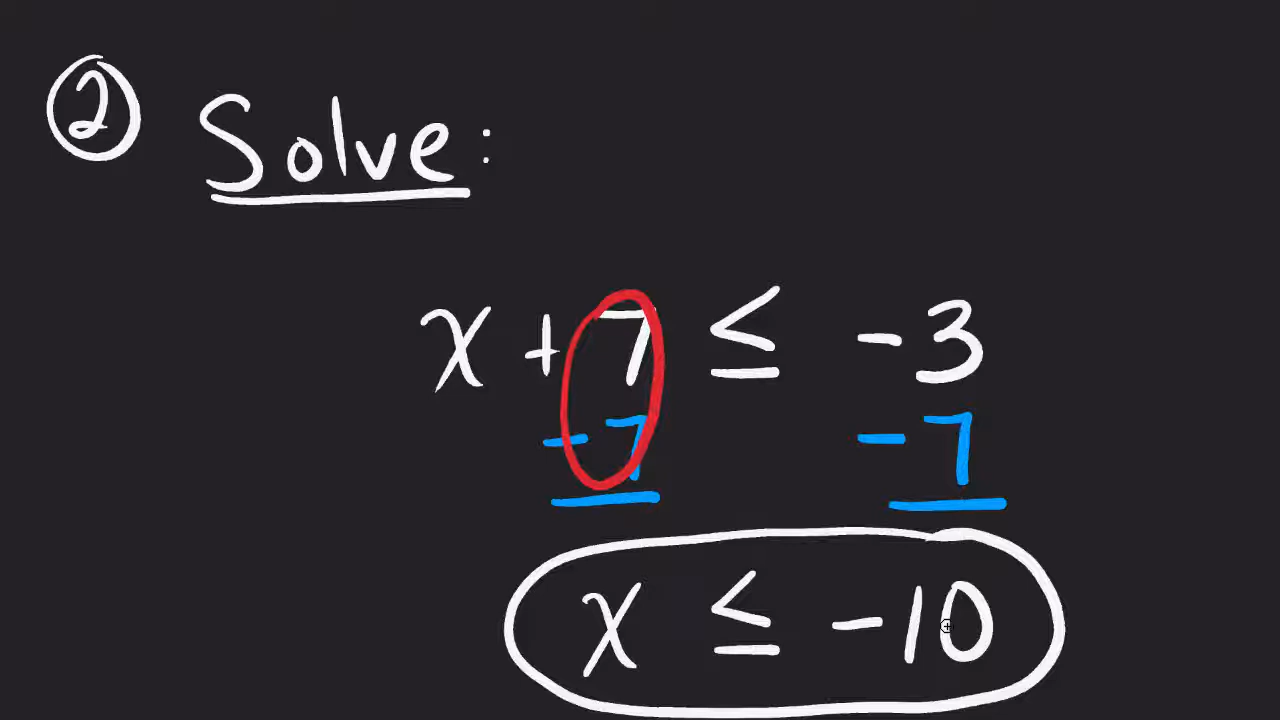 ② Solve:
x + 7 ≤ -3
-7 -7
x ≤ -10